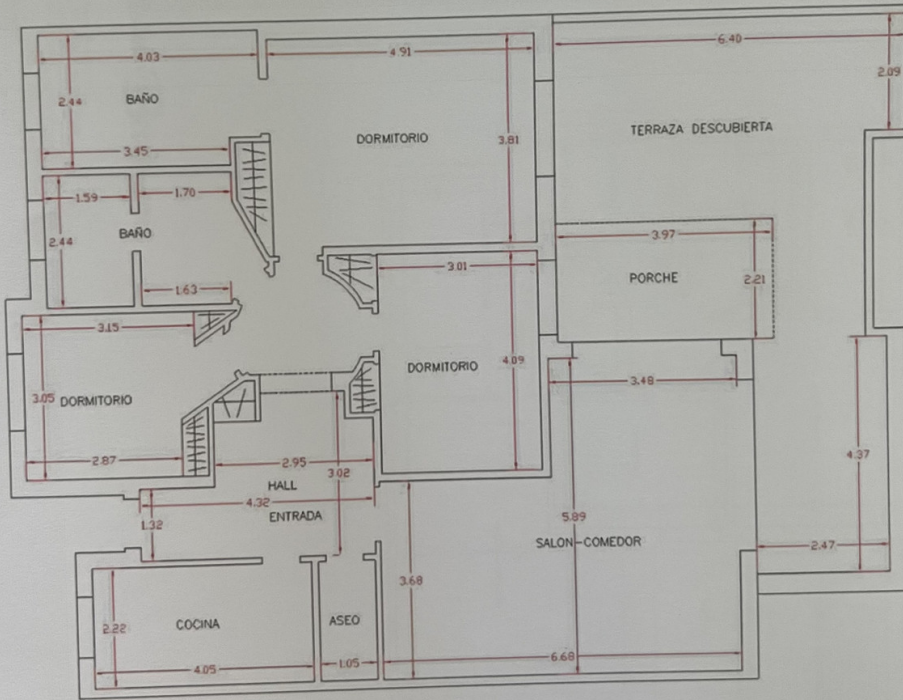 6.40
4.03
4.91
2.09
2.44
BAÑO
DORMITORIO
3.81
TERRAZA DESCUBIERTA
3.45
1.59
1.70
BAÑO
2.44
3.97
3.01
PORCHE
2.21
1.63
3.15
4.09
DORMITORIO
3.48
3.05
DORMITORIO
2.87
2.95
3.02
4.37
HALL
4.32
ENTRADA
1.32
5.89
SALON-COMEDOR
2.47
3.68
2.22
COCINA
ASEO
4.05
1.05
6.68